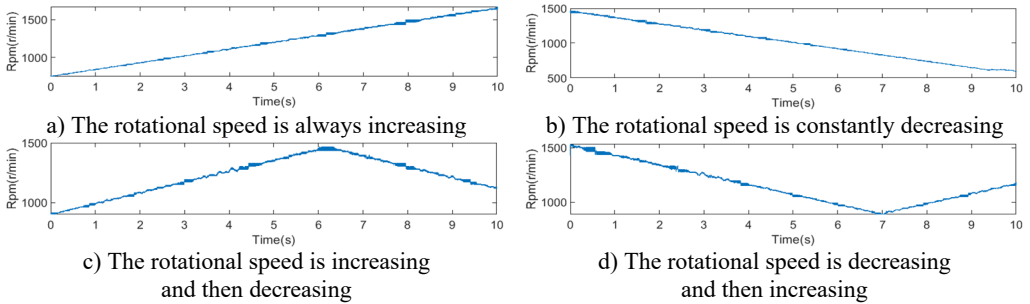 1500
1000
Rpm(r/min)
0 1 2 3 4 5 6 7 8 9 10
Time(s)
a) The rotational speed is always increasing
1500
1000
500
Rpm(r/min)
0 1 2 3 4 5 6 7 8 9 10
Time(s)
b) The rotational speed is constantly decreasing
1500
1000
Rpm(r/min)
0 1 2 3 4 5 6 7 8 9 10
Time(s)
c) The rotational speed is increasing
and then decreasing
1500
1000
Rpm(r/min)
0 1 2 3 4 5 6 7 8 9 10
Time(s)
d) The rotational speed is decreasing
and then increasing